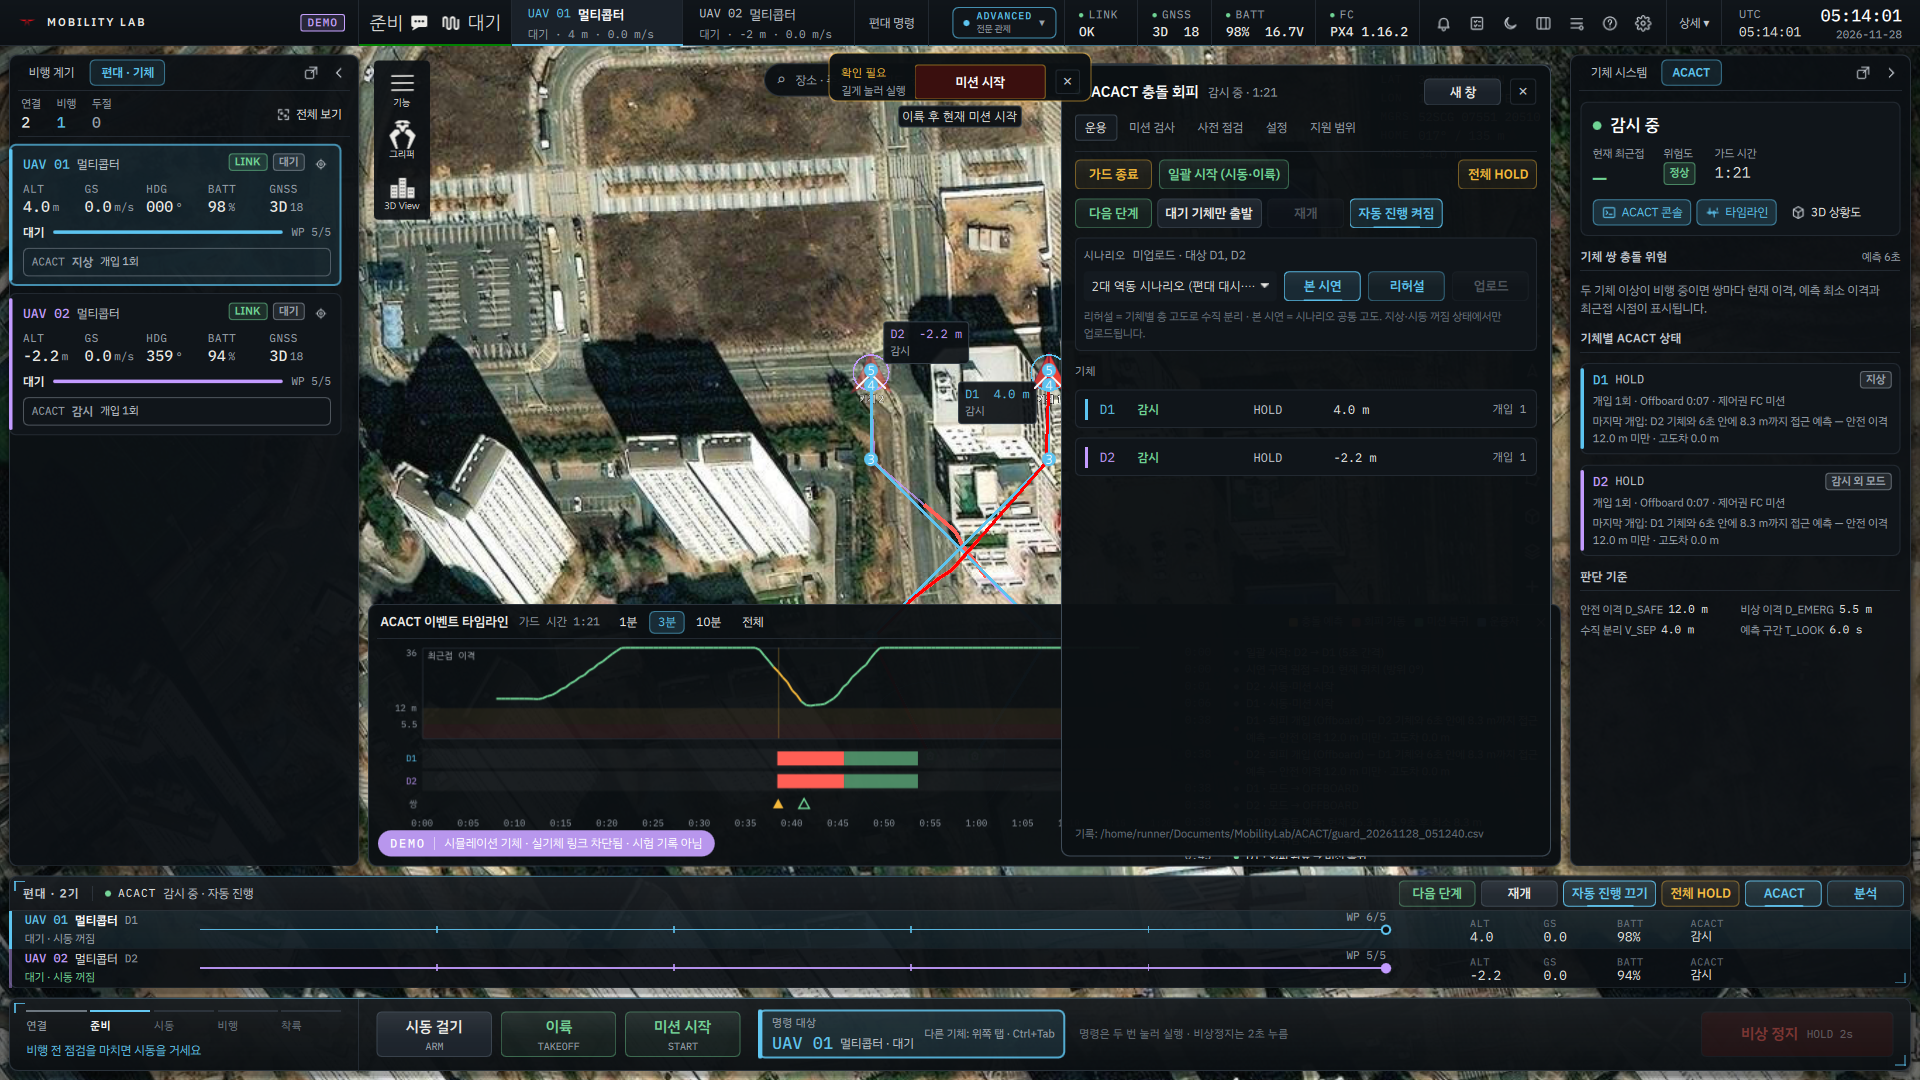 MOBILITY LAB
DEMO
준비
대기
UAV 01 멀티콥터
대기 · 4 m · 0.0 m/s
UAV 02 멀티콥터
대기 · -2 m · 0.0 m/s
편대 명령
ADVANCED
전문 관제
LINK
OK
GNSS
3D 18
BATT
98% 16.7V
FC
PX4 1.16.2
상세 ▾
UTC
05:14:01
05:14:01
2026-11-28
비행 계기
편대 · 기체
연결 비행 두절
2 1 0
전체 보기
UAV 01 멀티콥터
LINK
대기
ALT GS HDG BATT GNSS
4.0 m 0.0 m/s 000 ° 98 % 3D 18
대기
WP 5/5
ACACT 지상 개입 1회
UAV 02 멀티콥터
LINK
대기
ALT GS HDG BATT GNSS
-2.2 m 0.0 m/s 359 ° 94 % 3D 18
대기
WP 5/5
ACACT 감시 개입 1회
기능
그리퍼
3D View
장소 ·
확인 필요
길게 눌러 실행
미션 시작
이륙 후 현재 미션 시작
D2 -2.2 m
감시
D1 4.0 m
감시
5
4
3
5
4
3
ACACT 충돌 회피 감시 중 · 1:21
새 창
운용
미션 검사
사전 점검
설정
지원 범위
가드 종료
일괄 시작 (시동·이륙)
전체 HOLD
다음 단계
대기 기체만 출발
재개
자동 진행 켜짐
시나리오 미업로드 · 대상 D1, D2
2대 역동 시나리오 (편대 대시····
본 시연
리허설
업로드
리허설 = 기체별 층 고도로 수직 분리 · 본 시연 = 시나리오 공통 고도. 지상·시동 꺼짐 상태에서만
업로드됩니다.
기체
D1 감시 HOLD 4.0 m 개입 1
D2 감시 HOLD -2.2 m 개입 1
기록: /home/runner/Documents/MobilityLab/ACACT/guard_20261128_051240.csv
기체 시스템
ACACT
감시 중
현재 최근접 위험도 가드 시간
— 정상 1:21
ACACT 콘솔
타임라인
3D 상황도
기체 쌍 충돌 위험
예측 6초
두 기체 이상이 비행 중이면 쌍마다 현재 이격, 예측 최소 이격과
최근접 시점이 표시됩니다.
기체별 ACACT 상태
D1 HOLD
지상
개입 1회 · Offboard 0:07 · 제어권 FC 미션
마지막 개입: D2 기체와 6초 안에 8.3 m까지 접근 예측 — 안전 이격
12.0 m 미만 · 고도차 0.0 m
D2 HOLD
감시 외 모드
개입 1회 · Offboard 0:07 · 제어권 FC 미션
마지막 개입: D1 기체와 6초 안에 8.3 m까지 접근 예측 — 안전 이격
12.0 m 미만 · 고도차 0.0 m
판단 기준
안전 이격 D_SAFE 12.0 m 비상 이격 D_EMERG 5.5 m
수직 분리 V_SEP 4.0 m 예측 구간 T_LOOK 6.0 s
ACACT 이벤트 타임라인 가드 시간 1:21
1분
3분
10분
전체
36
최근접 이격
12 m
5.5
D1
D2
쌍
0:00 0:05 0:10 0:15 0:20 0:25 0:30 0:35 0:40 0:45 0:50 0:55 1:00 1:05
DEMO 시뮬레이션 기체 · 실기체 링크 차단됨 · 시험 기록 아님
편대 · 2기
ACACT 감시 중 · 자동 진행
다음 단계
재개
자동 진행 끄기
전체 HOLD
ACACT
분석
UAV 01 멀티콥터 D1
대기 · 시동 꺼짐
WP 6/5
ALT GS BATT ACACT
4.0 0.0 98% 감시
UAV 02 멀티콥터 D2
대기 · 시동 꺼짐
WP 5/5
ALT GS BATT ACACT
-2.2 0.0 94% 감시
연결 준비 시동 비행 착륙
비행 전 점검을 마치면 시동을 거세요
시동 걸기
ARM
이륙
TAKEOFF
미션 시작
START
명령 대상
UAV 01 멀티콥터 · 대기
다른 기체: 위쪽 탭 · Ctrl+Tab
명령은 두 번 눌러 실행 · 비상정지는 2초 누름
비상 정지 HOLD 2s